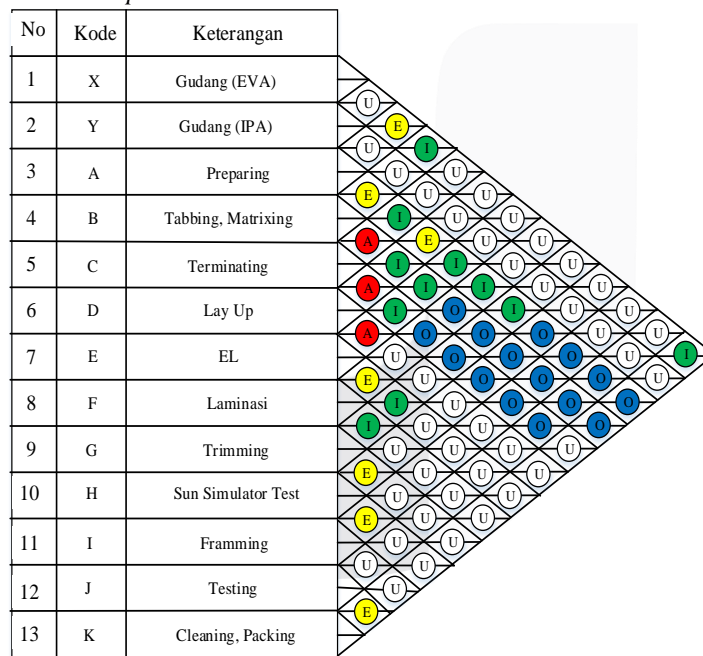 No Kode Keterangan
1 X Gudang (EVA)
U
2 Y Gudang (IPA) E
U I
3 A Preparing U U
E U U
4 B Tabbing, Matrixing I U U
A E U U
5 C Terminating I I U U
A I I U U
6 D Lay Up I O I U U
A O O O U U
7 E EL U O O O U I
E U O O O U
8 F Laminasi I U O O O
I U U O O
9 G Trimming U U U U
E U U U
10 H Sun Simulator Test U U U
E U U
11 I Framming U U
U U
12 J Testing U
E
13 K Cleaning, Packing